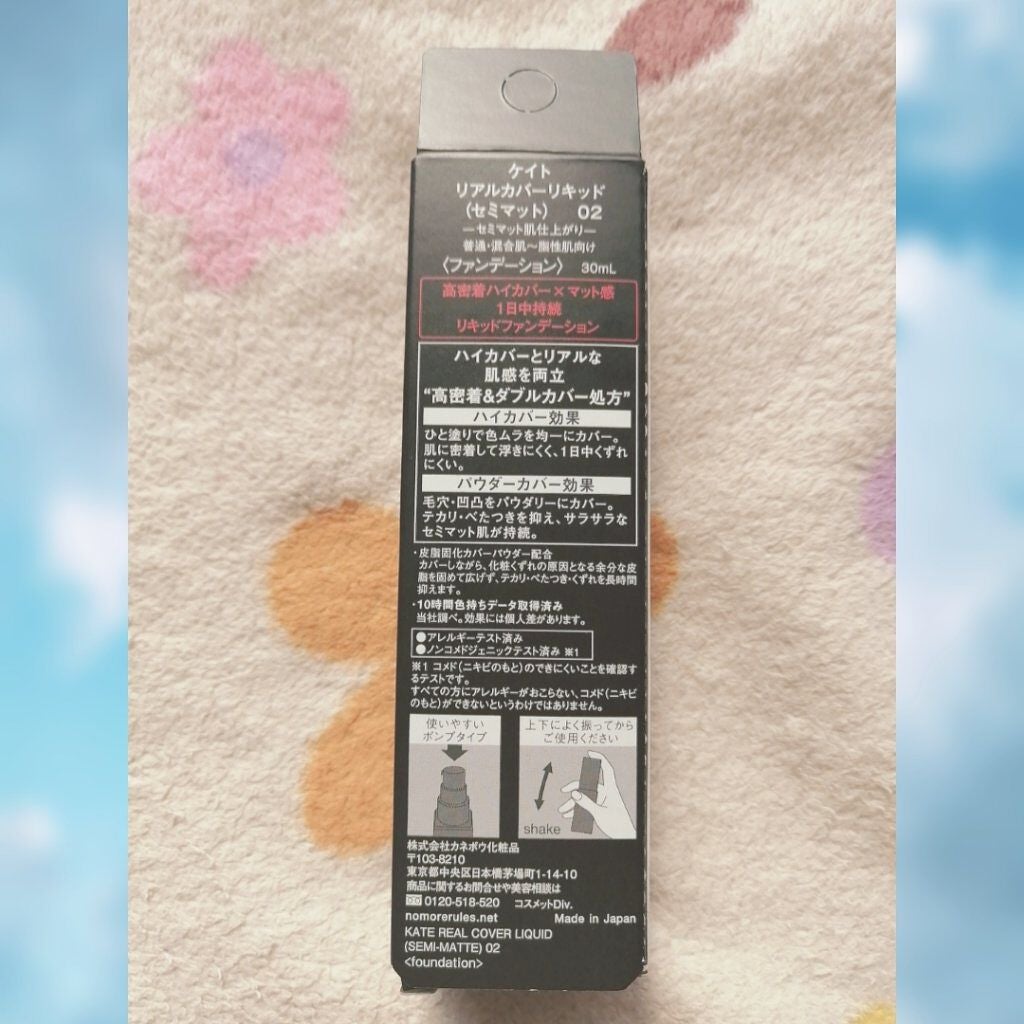 ケイト
リアルカバーリキッド
(セミマット) 02
―セミマット肌仕上がり―
普通・混合肌～脂性肌向け
〈ファンデーション〉 30mL
高密着ハイカバー×マット感
1日中持続
リキッドファンデーション
ハイカバーとリアルな
肌感を両立
“高密着&ダブルカバー処方”
ハイカバー効果
ひと塗りで色ムラを均一にカバー。
肌に密着して浮きにくく、1日中くずれ
にくい。
パウダーカバー効果
毛穴・凹凸をパウダリーにカバー。
テカリ・べたつきを抑え、サラサラな
セミマット肌が持続。
・皮脂固化カバーパウダー配合
カバーしながら、化粧くずれの原因となる余分な皮
脂を固めて広げず、テカリ・べたつき・くずれを長時間
抑えます。
・10時間色持ちデータ取得済み
当社調べ。効果には個人差があります。
●アレルギーテスト済み
●ノンコメドジェニックテスト済み ※1
※1 コメド(ニキビのもと)のできにくいことを確認す
るテストです。
すべての方にアレルギーがおこらない、コメド(ニキビ
のもと)ができないというわけではありません。
使いやすい
ポンプタイプ
上下によく振ってから
ご使用ください
shake
株式会社カネボウ化粧品
〒103-8210
東京都中央区日本橋茅場町1-14-10
商品に関するお問合せや美容相談は
0120-518-520 コスメットDiv.
nomorerules.net Made in Japan
KATE REAL COVER LIQUID
(SEMI-MATTE) 02
<foundation>